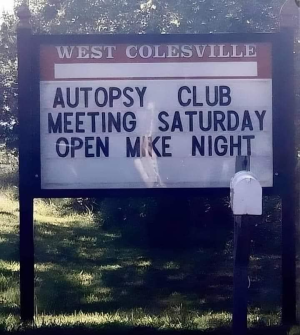 WEST COLESVILLE
AUTOPSY CLUB
MEETING SATURDAY
OPEN MIKE NIGHT